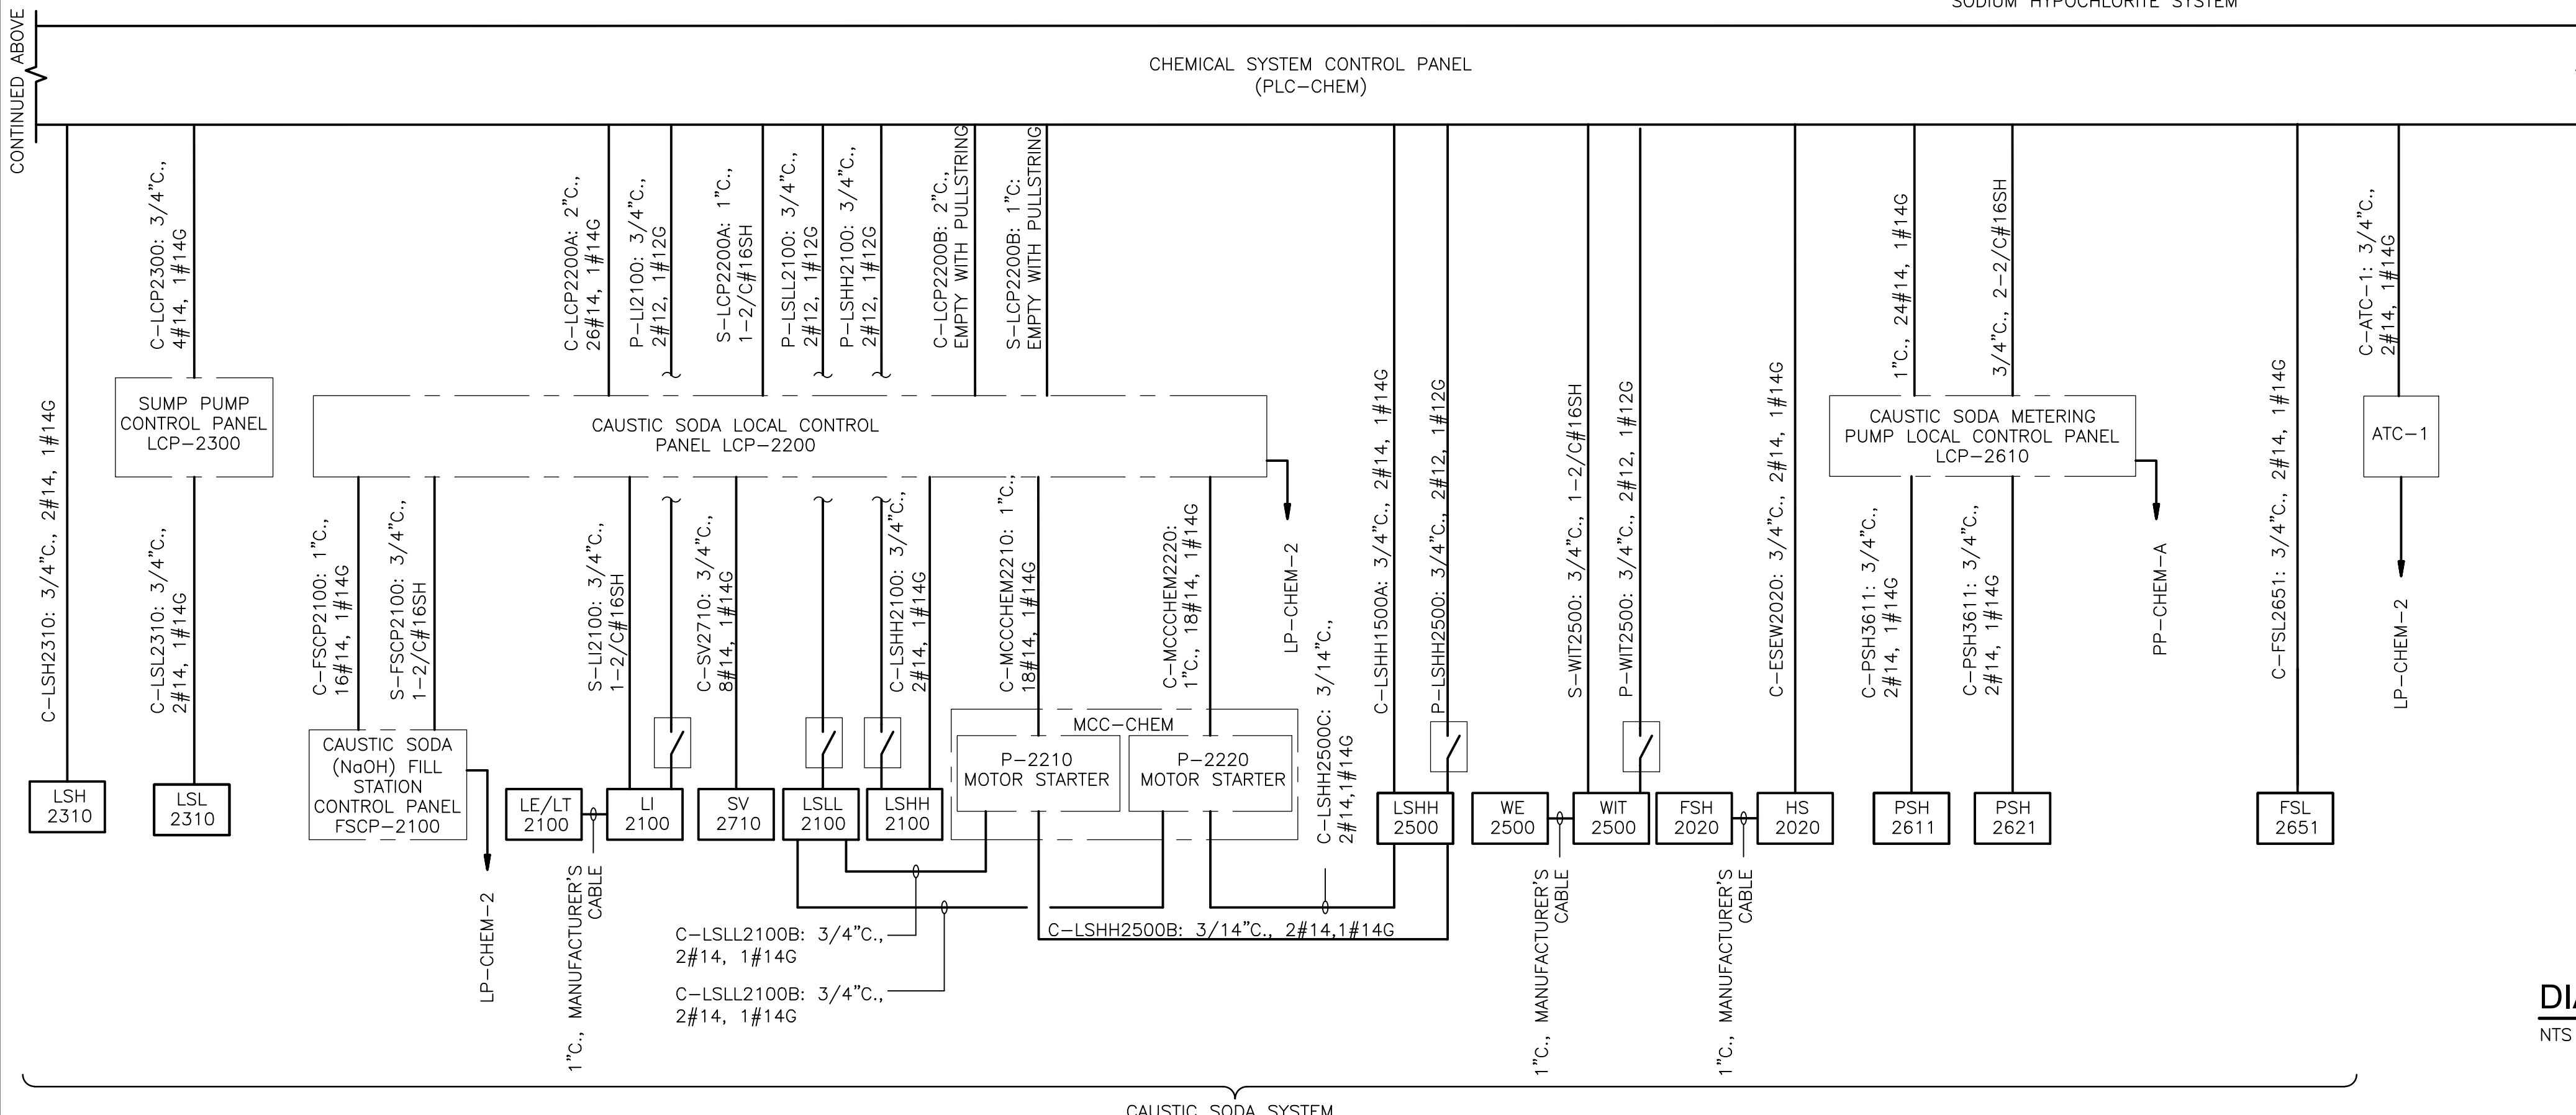 SODIUM HYPOCHLORITE SYSTEM
CONTINUED ABOVE
CHEMICAL SYSTEM CONTROL PANEL
(PLC-CHEM)
C-LSH2310: 3/4"C., 2#14, 1#14G
C-LCP2300: 3/4"C.,
4#14, 1#14G
C-LCP2200A: 2"C.,
26#14, 1#14G
P-LI2100: 3/4"C.,
2#12, 1#12G
S-LCP2200A: 1"C.,
1-2/C#16SH
P-LSLL2100: 3/4"C.,
2#12, 1#12G
P-LSHH2100: 3/4"C.,
2#12, 1#12G
C-LCP2200B: 2"C.,
EMPTY WITH PULLSTRING
S-LCP2200B: 1"C:
EMPTY WITH PULLSTRING
C-LSHH1500A: 3/4"C., 2#14, 1#14G
P-LSHH2500: 3/4"C., 2#12, 1#12G
S-WIT2500: 3/4"C., 1-2/C#16SH
P-WIT2500: 3/4"C., 2#12, 1#12G
C-ESEW2020: 3/4"C., 2#14, 1#14G
1"C., 24#14, 1#14G
3/4"C., 2-2/C#16SH
C-FSL2651: 3/4"C., 2#14, 1#14G
C-ATC-1: 3/4"C.,
2#14, 1#14G
SUMP PUMP
CONTROL PANEL
LCP-2300
CAUSTIC SODA LOCAL CONTROL
PANEL LCP-2200
CAUSTIC SODA METERING
PUMP LOCAL CONTROL PANEL
LCP-2610
ATC-1
C-LSL2310: 3/4"C.,
2#14, 1#14G
C-FSCP2100: 1"C.,
16#14, 1#14G
S-FSCP2100: 3/4"C.,
1-2/C#16SH
S-LI2100: 3/4"C.,
1-2/C#16SH
C-SV2710: 3/4"C.,
8#14, 1#14G
C-LSHH2100: 3/4"C.,
2#14, 1#14G
C-MCCCHEM2210: 1"C.,
18#14, 1#14G
C-MCCCHEM2220:
1"C., 18#14, 1#14G
LP-CHEM-2
C-LSHH2500C: 3/14"C.,
2#14,1#14G
C-PSH3611: 3/4"C.,
2#14, 1#14G
C-PSH3611: 3/4"C.,
2#14, 1#14G
PP-CHEM-A
LP-CHEM-2
MCC-CHEM
P-2210
MOTOR STARTER
P-2220
MOTOR STARTER
LSH
2310
LSL
2310
CAUSTIC SODA
(NaOH) FILL
STATION
CONTROL PANEL
FSCP-2100
LE/LT
2100
LI
2100
SV
2710
LSLL
2100
LSHH
2100
LSHH
2500
WE
2500
WIT
2500
FSH
2020
HS
2020
PSH
2611
PSH
2621
FSL
2651
LP-CHEM-2
1"C., MANUFACTURER'S
CABLE
C-LSLL2100B: 3/4"C.,
2#14, 1#14G
C-LSLL2100B: 3/4"C.,
2#14, 1#14G
C-LSHH2500B: 3/14"C., 2#14,1#14G
1"C., MANUFACTURER'S
CABLE
1"C., MANUFACTURER'S
CABLE
NTS
CAUSTIC SODA SYSTEM